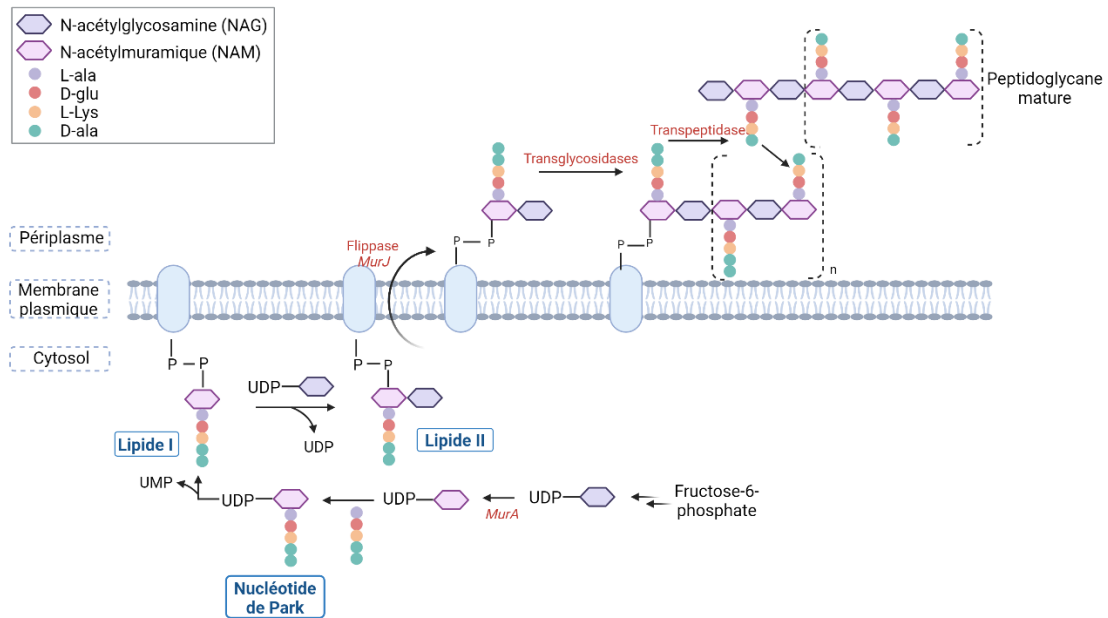 N-acétylglycosamine (NAG)
N-acétylmuramique (NAM)
L-ala
D-glu
L-Lys
D-ala
Peptidoglycane
mature
Transpeptidase
Transglycosidases
n
Périplasme
Membrane
plasmique
Cytosol
Flippase
MurJ
P P
P P
P P
P P
UDP
UDP
Lipide I
Lipide II
UMP
UDP
UDP
UDP
MurA
Fructose-6-
phosphate
Nucléotide
de Park